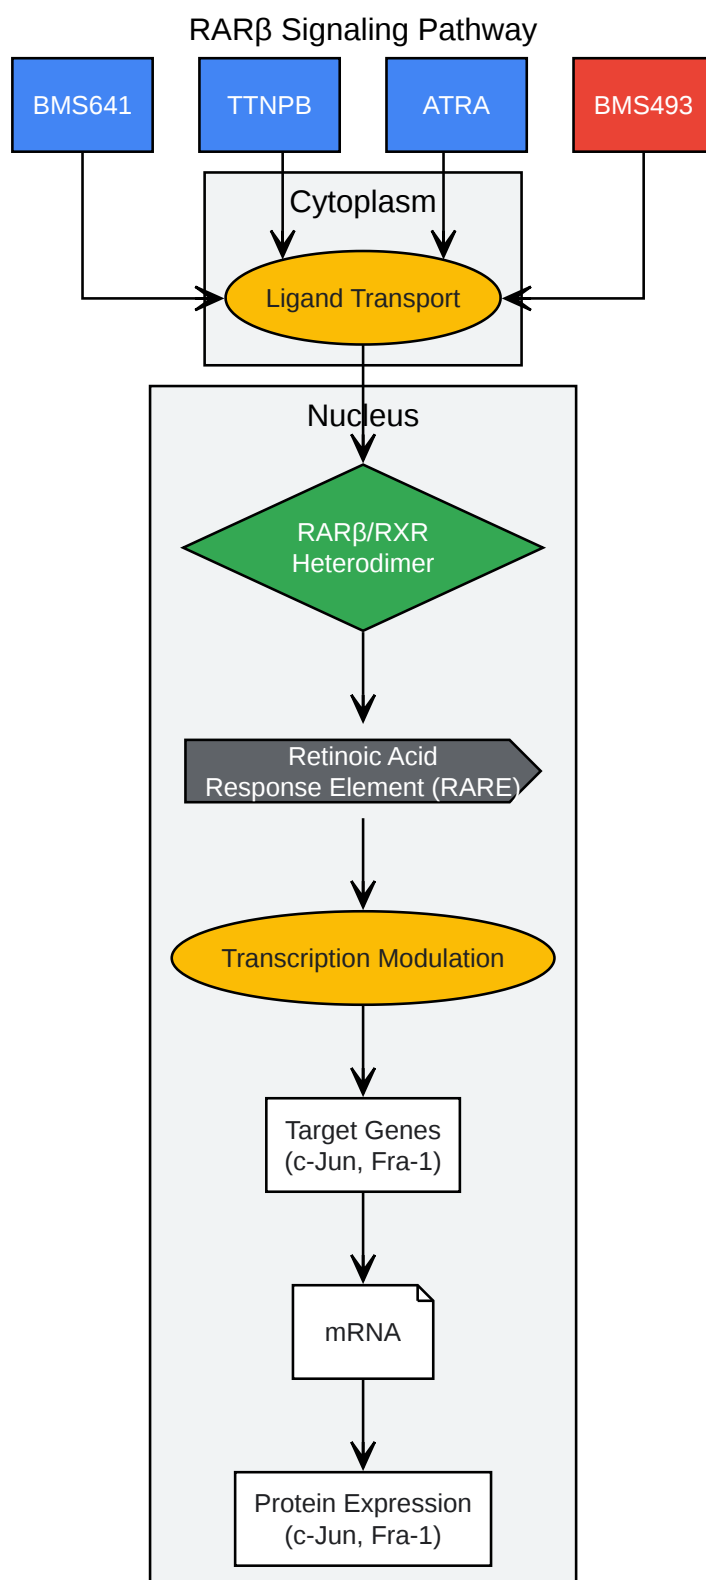 RARβ Signaling Pathway
BMS641
TTNPB
ATRA
BMS493
Cytoplasm
Ligand Transport
Nucleus
RARβ/RXR
Heterodimer
Retinoic Acid
Response Element (RARE)
Transcription Modulation
Target Genes
(c-Jun, Fra-1)
mRNA
Protein Expression
(c-Jun, Fra-1)